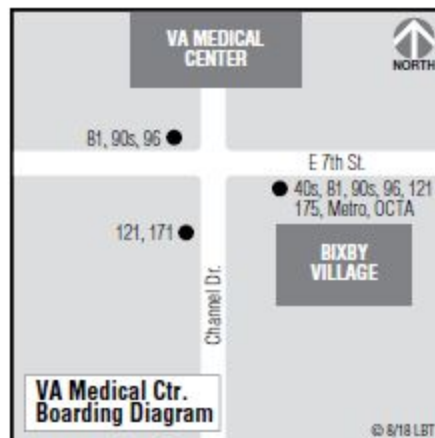 VA MEDICAL
CENTER
NORTH
81, 90s, 96
E 7th St.
40s, 81, 90s, 96, 121
175, Metro, OCTA
121, 171
BIXBY
VILLAGE
Channel Dr.
VA Medical Ctr.
Boarding Diagram
© 8/18 LBT